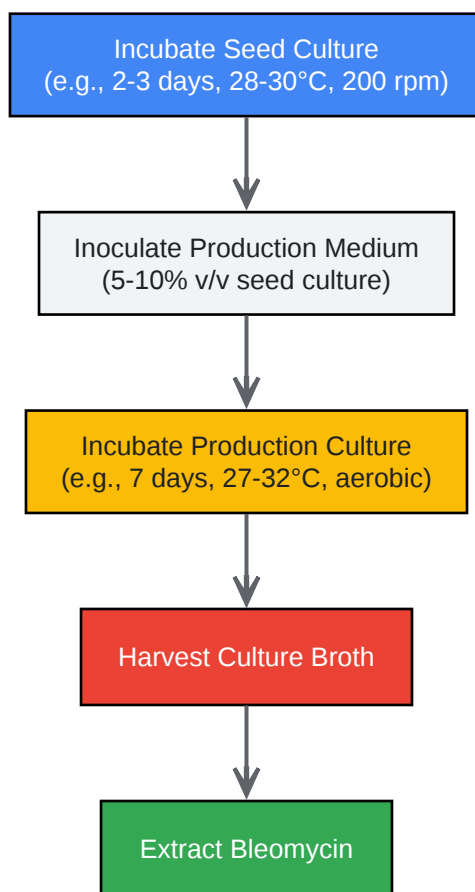 Incubate Seed Culture
(e.g., 2-3 days, 28-30°C, 200 rpm)
Inoculate Production Medium
(5-10% v/v seed culture)
Incubate Production Culture
(e.g., 7 days, 27-32°C, aerobic)
Harvest Culture Broth
Extract Bleomycin